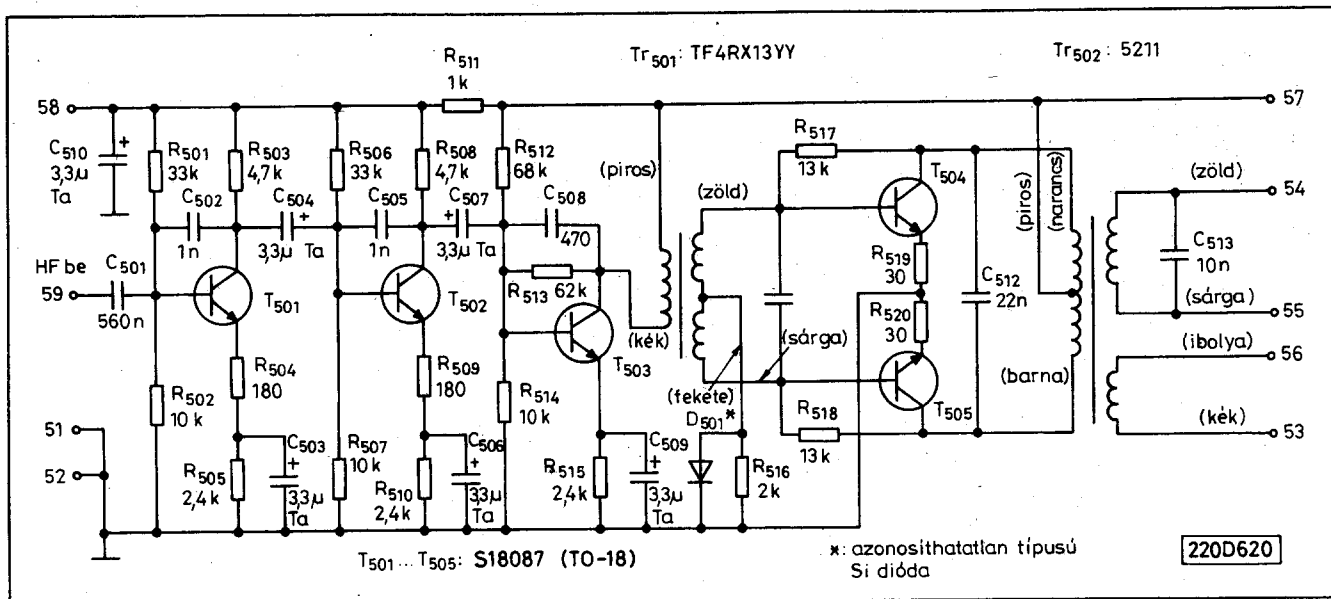 Tr501: TF4RX13YY
Tr502: 5211
R511
1k
58
57
C510
3,3µ
Ta
+
R501
33k
R503
4,7k
R506
33k
R508
4,7k
R512
68k
C502
1n
C504
+
3,3µ Ta
C505
1n
C507
+
3,3µ Ta
C508
470
(piros)
(zöld)
R517
13k
T504
(piros)
(narancs)
(zöld)
54
HF be
59
C501
560n
T501
T502
R513
62k
T503
(kék)
R519
30
R520
30
C512
22n
C513
10n
(sárga)
55
(sárga)
(ibolya)
56
R504
180
R509
180
R502
10k
R514
10k
(fekete)
D501*
T505
(barna)
R518
13k
(kék)
53
51
52
R505
2,4k
C503
+
3,3µ
Ta
R507
10k
R510
2,4k
C506
+
3,3µ
Ta
R515
2,4k
C509
+
3,3µ
Ta
R516
2k
T501...T505: S18087 (TO-18)
*: azonosíthatatlan típusú
Si dióda
220D620